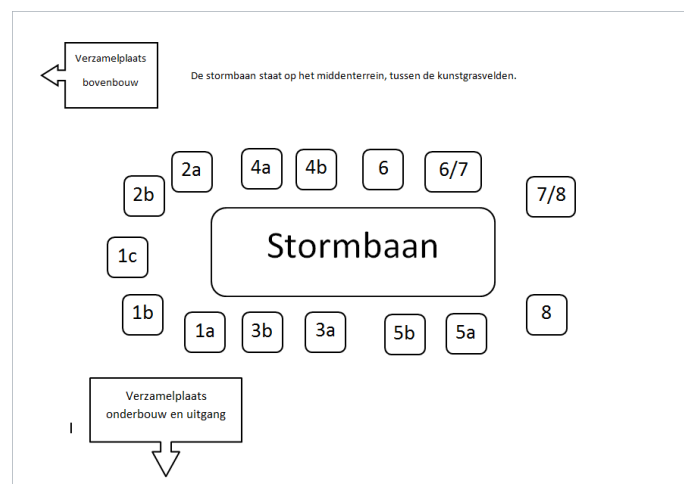 Verzamelplaats
bovenbouw
De stormbaan staat op het middenterrein, tussen de kunstgrasvelden.
2a
4a
4b
6
6/7
2b
7/8
1c
Stormbaan
1b
8
1a
3b
3a
5b
5a
Verzamelplaats
onderbouw en uitgang